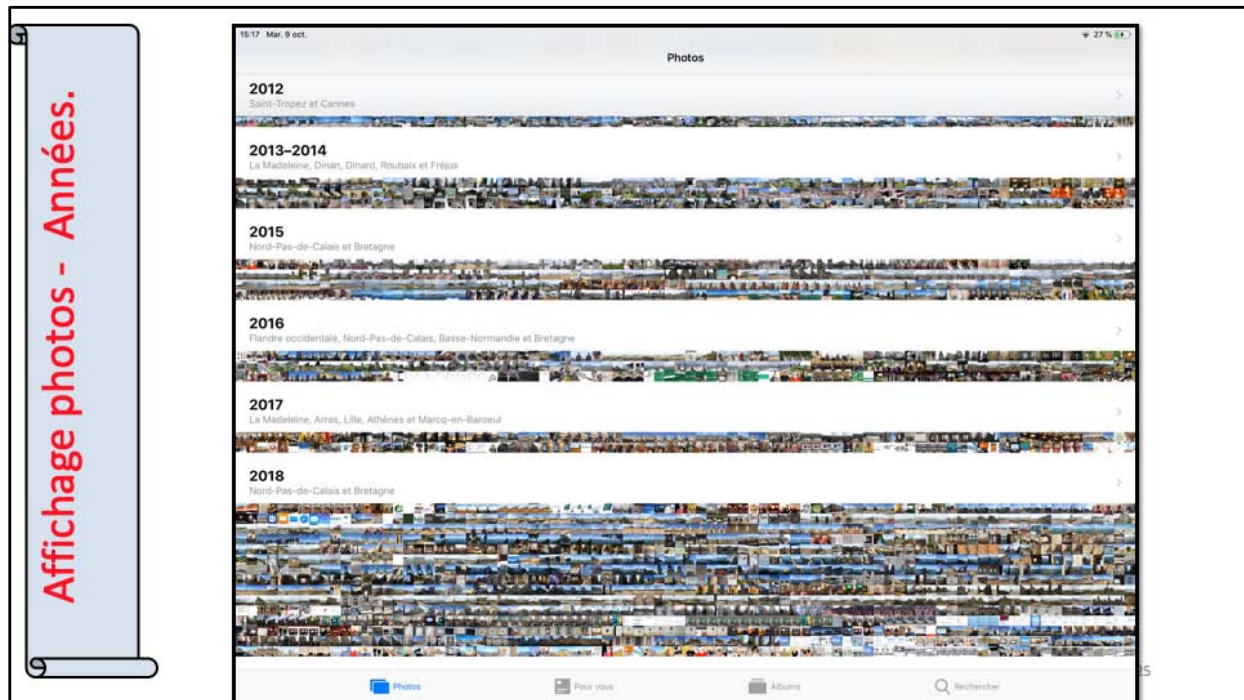 Affichage photos - Années.
15:17 Mar. 9 oct.
27 %
Photos
2012
Saint-Tropez et Cannes
2013–2014
La Madeleine, Dinan, Dinard, Roubaix et Fréjus
2015
Nord-Pas-de-Calais et Bretagne
2016
Flandre occidentale, Nord-Pas-de-Calais, Basse-Normandie et Bretagne
2017
La Madeleine, Arras, Lille, Athènes et Marcq-en-Barœul
2018
Nord-Pas-de-Calais et Bretagne
Photos
Pour vous
Albums
Rechercher